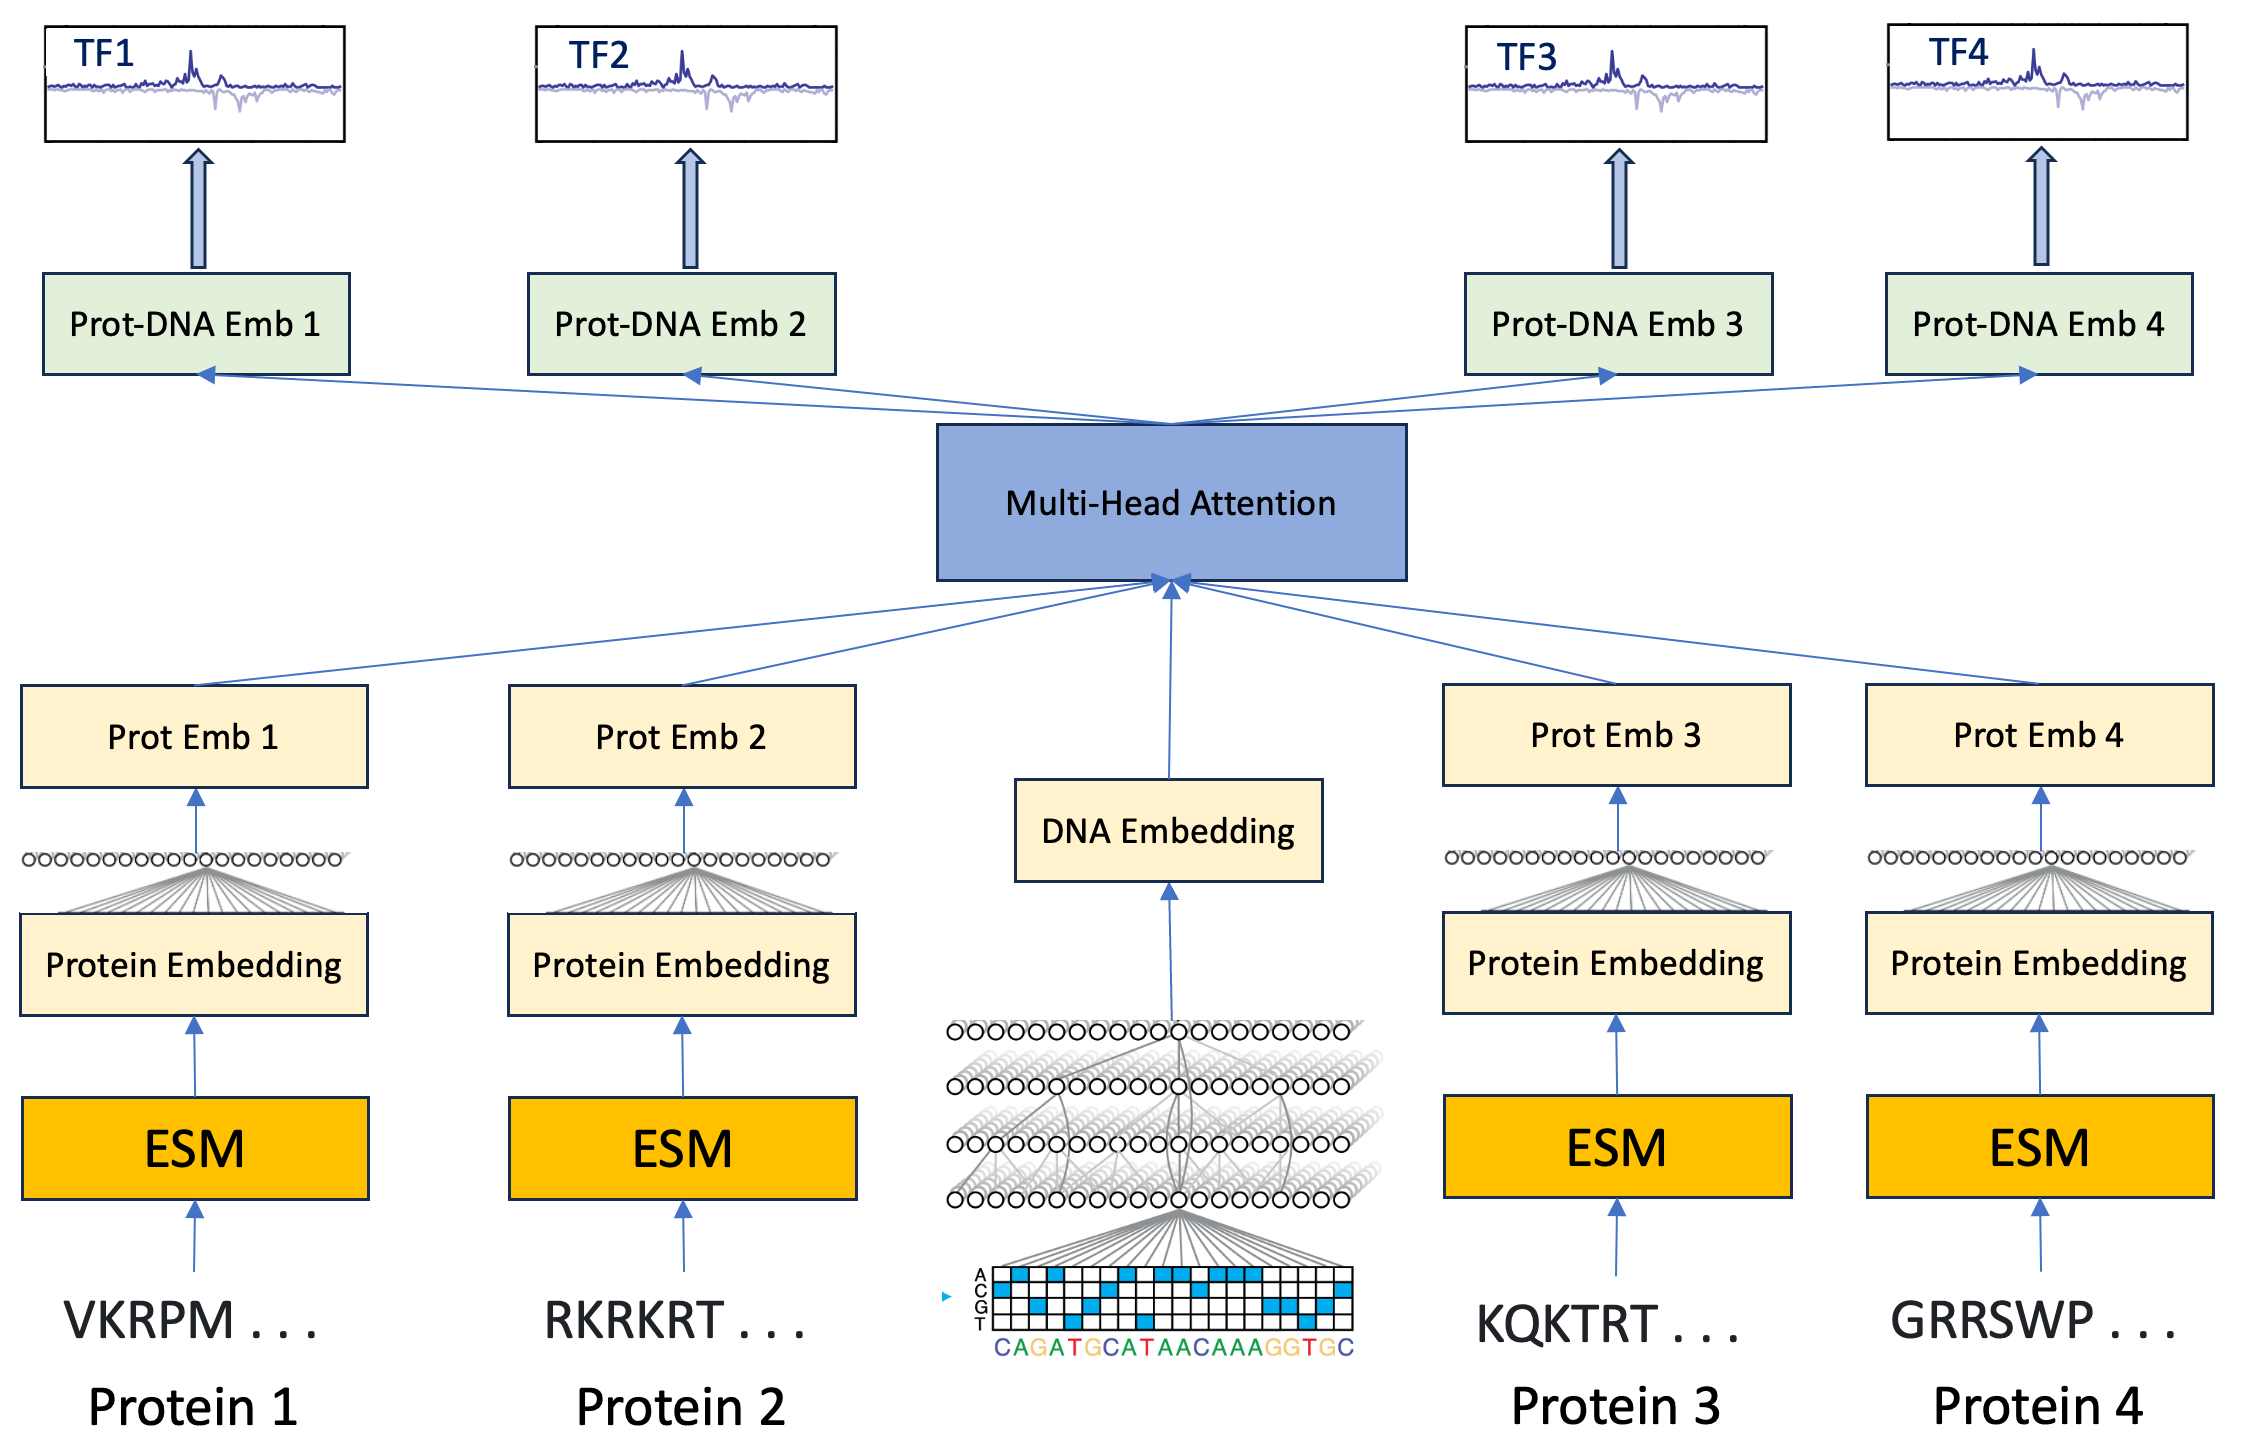 TF1
TF2
TF3
TF4
Prot-DNA Emb 1
Prot-DNA Emb 2
Prot-DNA Emb 3
Prot-DNA Emb 4
Multi-Head Attention
Prot Emb 1
Prot Emb 2
Prot Emb 3
Prot Emb 4
DNA Embedding
Protein Embedding
Protein Embedding
Protein Embedding
Protein Embedding
ESM
ESM
ESM
ESM
A
C
G
T
VKRPM . . .
RKRKRT . . .
CAGATGCATAACAAAGGTGC
KQKTRT . . .
GRRSWP . . .
Protein 1
Protein 2
Protein 3
Protein 4